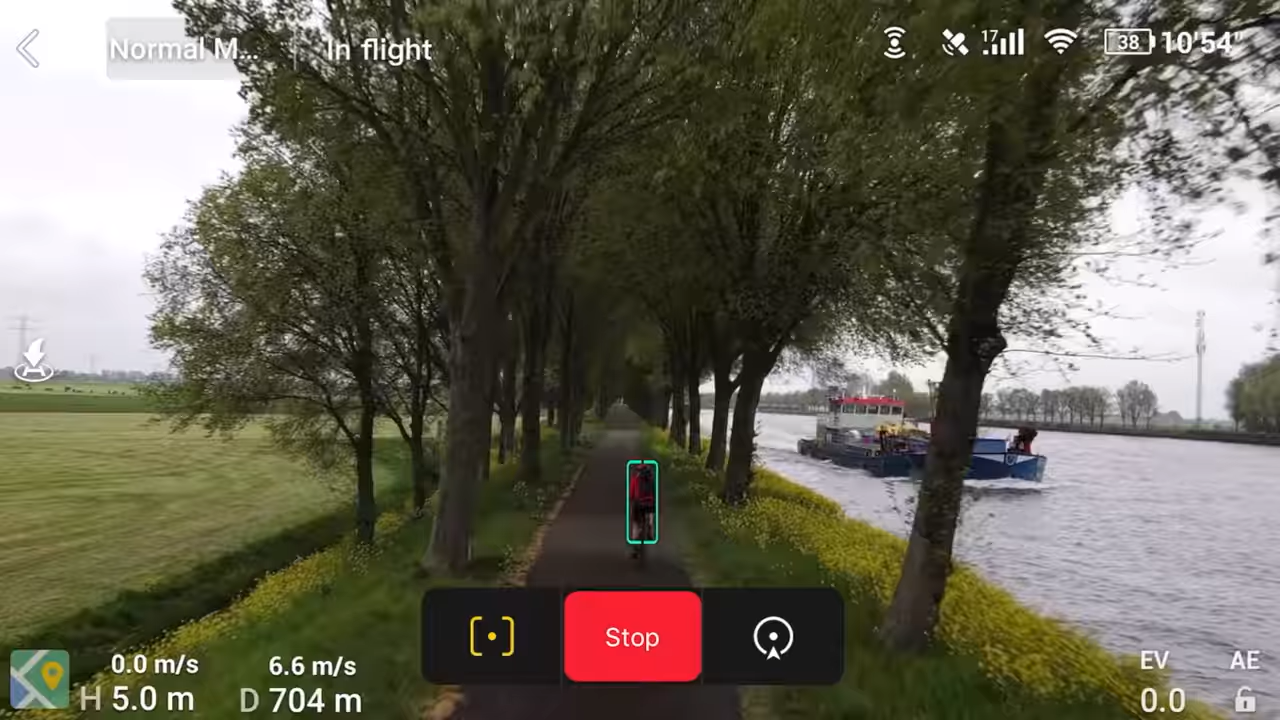 Normal M... In flight 17 38 10'54"
0.0 m/s 6.6 m/s
H 5.0 m D 704 m
Stop
EV AE
0.0